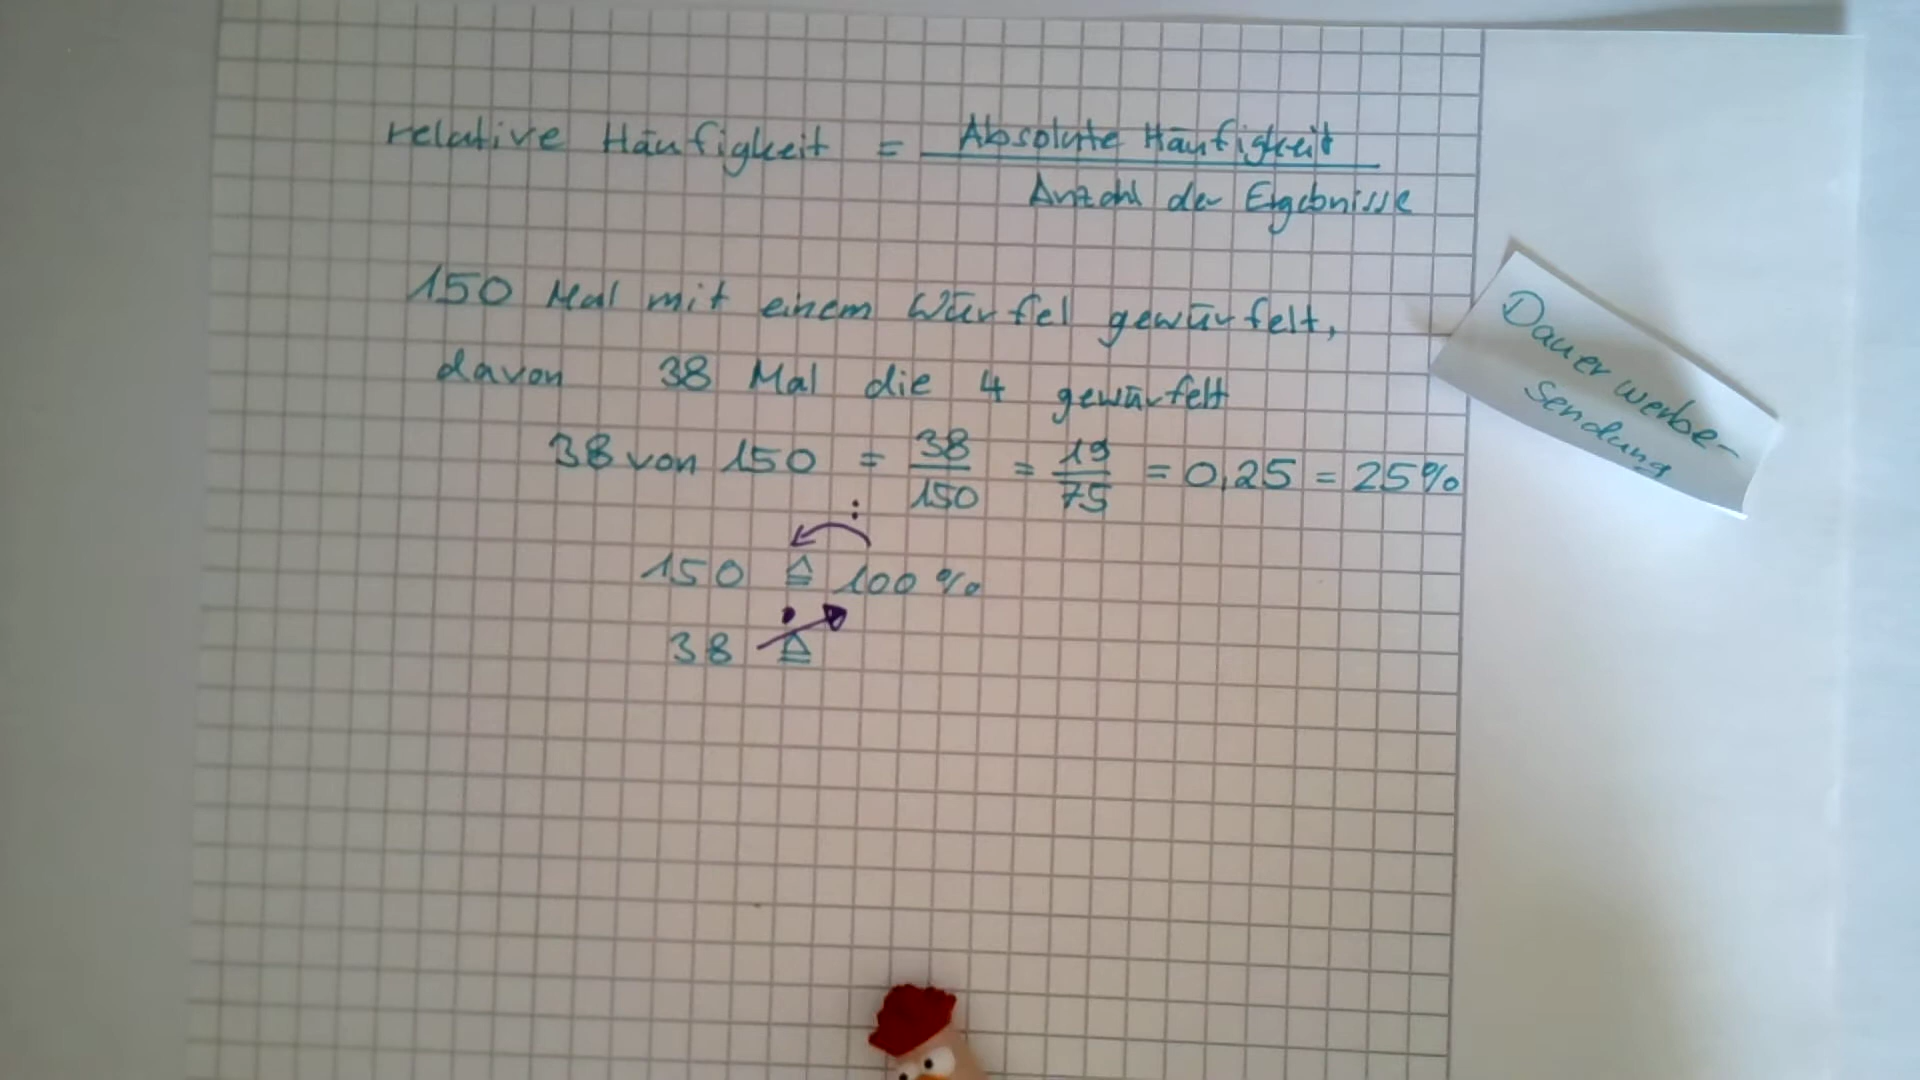 relative Häufigkeit = Absolute Häufigkeit / Anzahl der Ergebnisse
150 Mal mit einem Würfel gewürfelt,
davon 38 Mal die 4 gewürfelt
38 von 150 = 38/150 = 19/75 = 0,25 = 25%
:
150 ≙ 100%
·
38 ≙
Dauerwerbe-
sendung